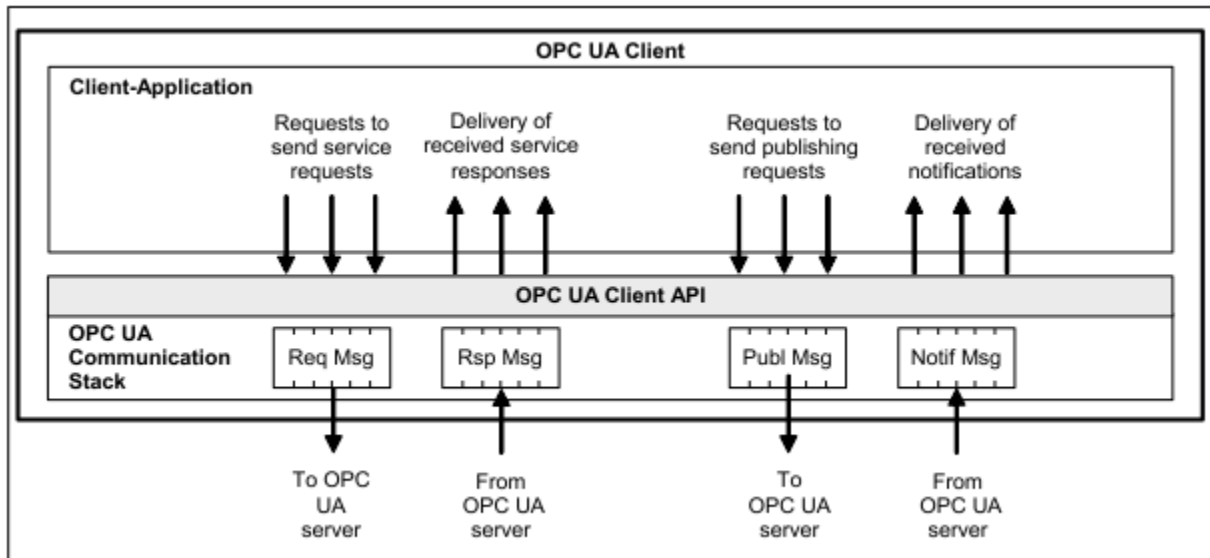 OPC UA Client
Client-Application
Requests to
send service
requests
Delivery of
received service
responses
Requests to
send publishing
requests
Delivery of
received
notifications
OPC UA Client API
OPC UA
Communication
Stack
Req Msg
Rsp Msg
Publ Msg
Notif Msg
To OPC
UA
server
From
OPC UA
server
To
OPC UA
server
From
OPC UA
server